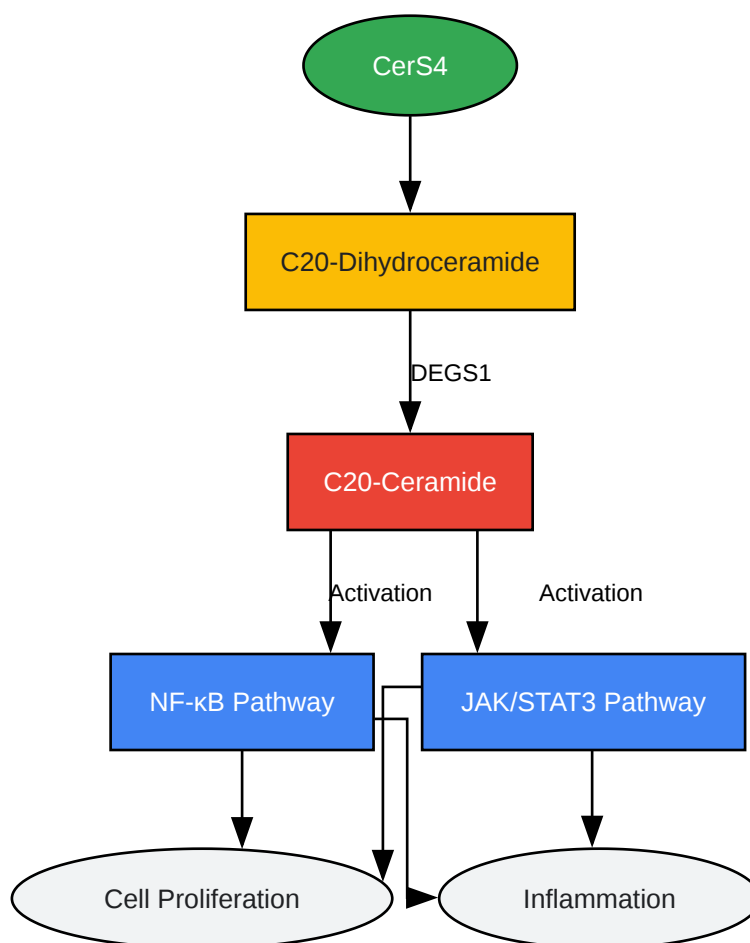 CerS4
C20-Dihydroceramide
DEGS1
C20-Ceramide
Activation
Activation
NF-κB Pathway
JAK/STAT3 Pathway
Cell Proliferation
Inflammation